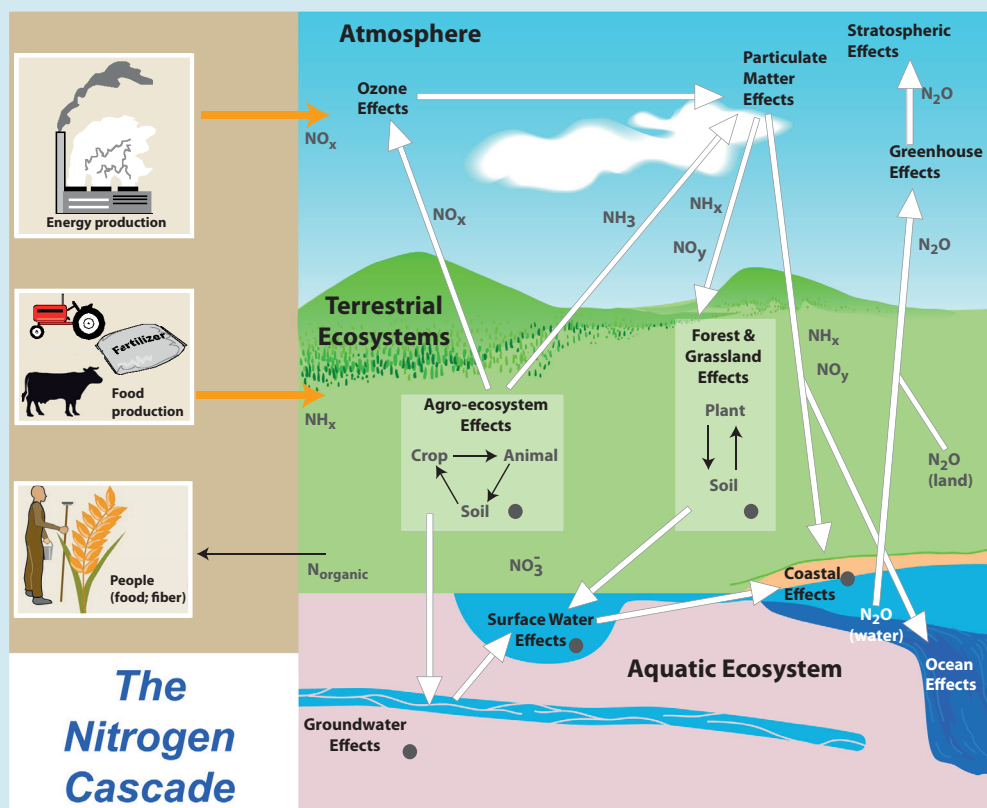 Atmosphere
Stratospheric
Effects
Particulate
Matter
Effects
Ozone
Effects
N₂O
NOₓ
Greenhouse
Effects
Energy production
NOₓ
NH3
NHₓ
NOᵧ
N₂O
Terrestrial
Ecosystems
Fertilizer
Food
production
NHₓ
Forest &
Grassland
Effects
NHₓ
NOᵧ
Agro-ecosystem
Effects
Plant
Crop
Animal
Soil
Soil
N₂O
(land)
People
(food; fiber)
Norganic
NO₃⁻
Coastal
Effects
Surface Water
Effects
N₂O
(water)
Aquatic Ecosystem
Ocean
Effects
Groundwater
Effects
The
Nitrogen
Cascade